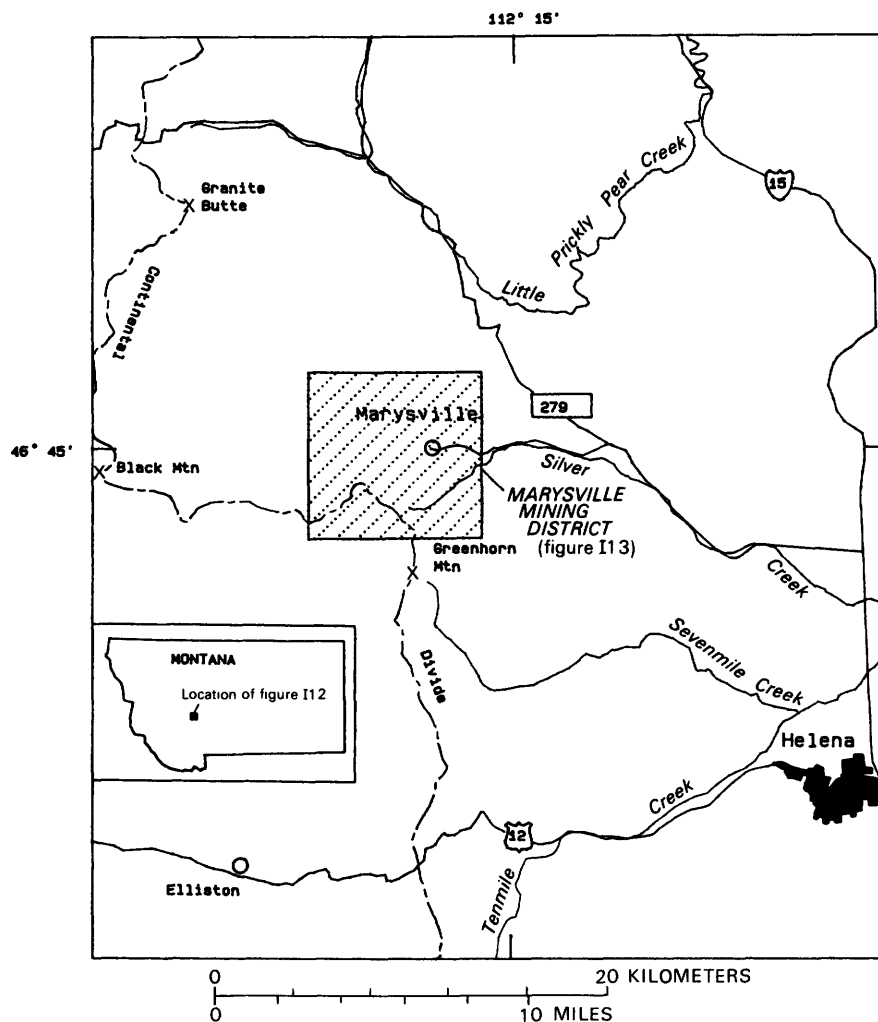 112° 15'
Granite
Butte
Prickly Pear Creek
15
Continental
Little
Marysville
279
46° 45'
Black Mtn
Silver
MARYSVILLE
MINING
DISTRICT
(figure I13)
Greenhorn
Mtn
Creek
Sevenmile Creek
Divide
MONTANA
Location of figure I12
Helena
Creek
12
Elliston
Tenmile
0 20 KILOMETERS
0 10 MILES